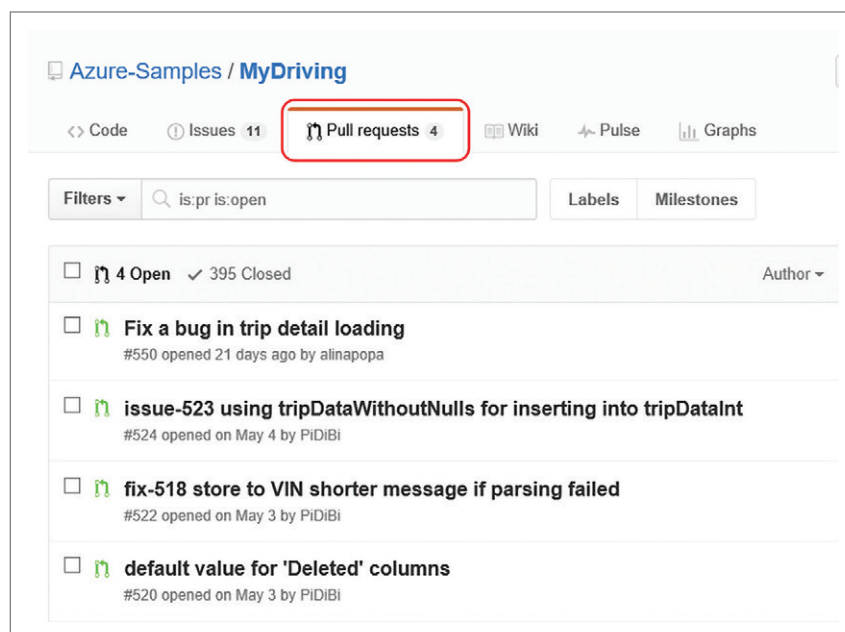 Azure-Samples / MyDriving
<> Code Issues 11 Pull requests 4 Wiki Pulse Graphs
Filters is:pr is:open Labels Milestones
4 Open 395 Closed Author
Fix a bug in trip detail loading
#550 opened 21 days ago by alinapopa
issue-523 using tripDataWithoutNulls for inserting into tripDataInt
#524 opened on May 4 by PiDiBi
fix-518 store to VIN shorter message if parsing failed
#522 opened on May 3 by PiDiBi
default value for 'Deleted' columns
#520 opened on May 3 by PiDiBi